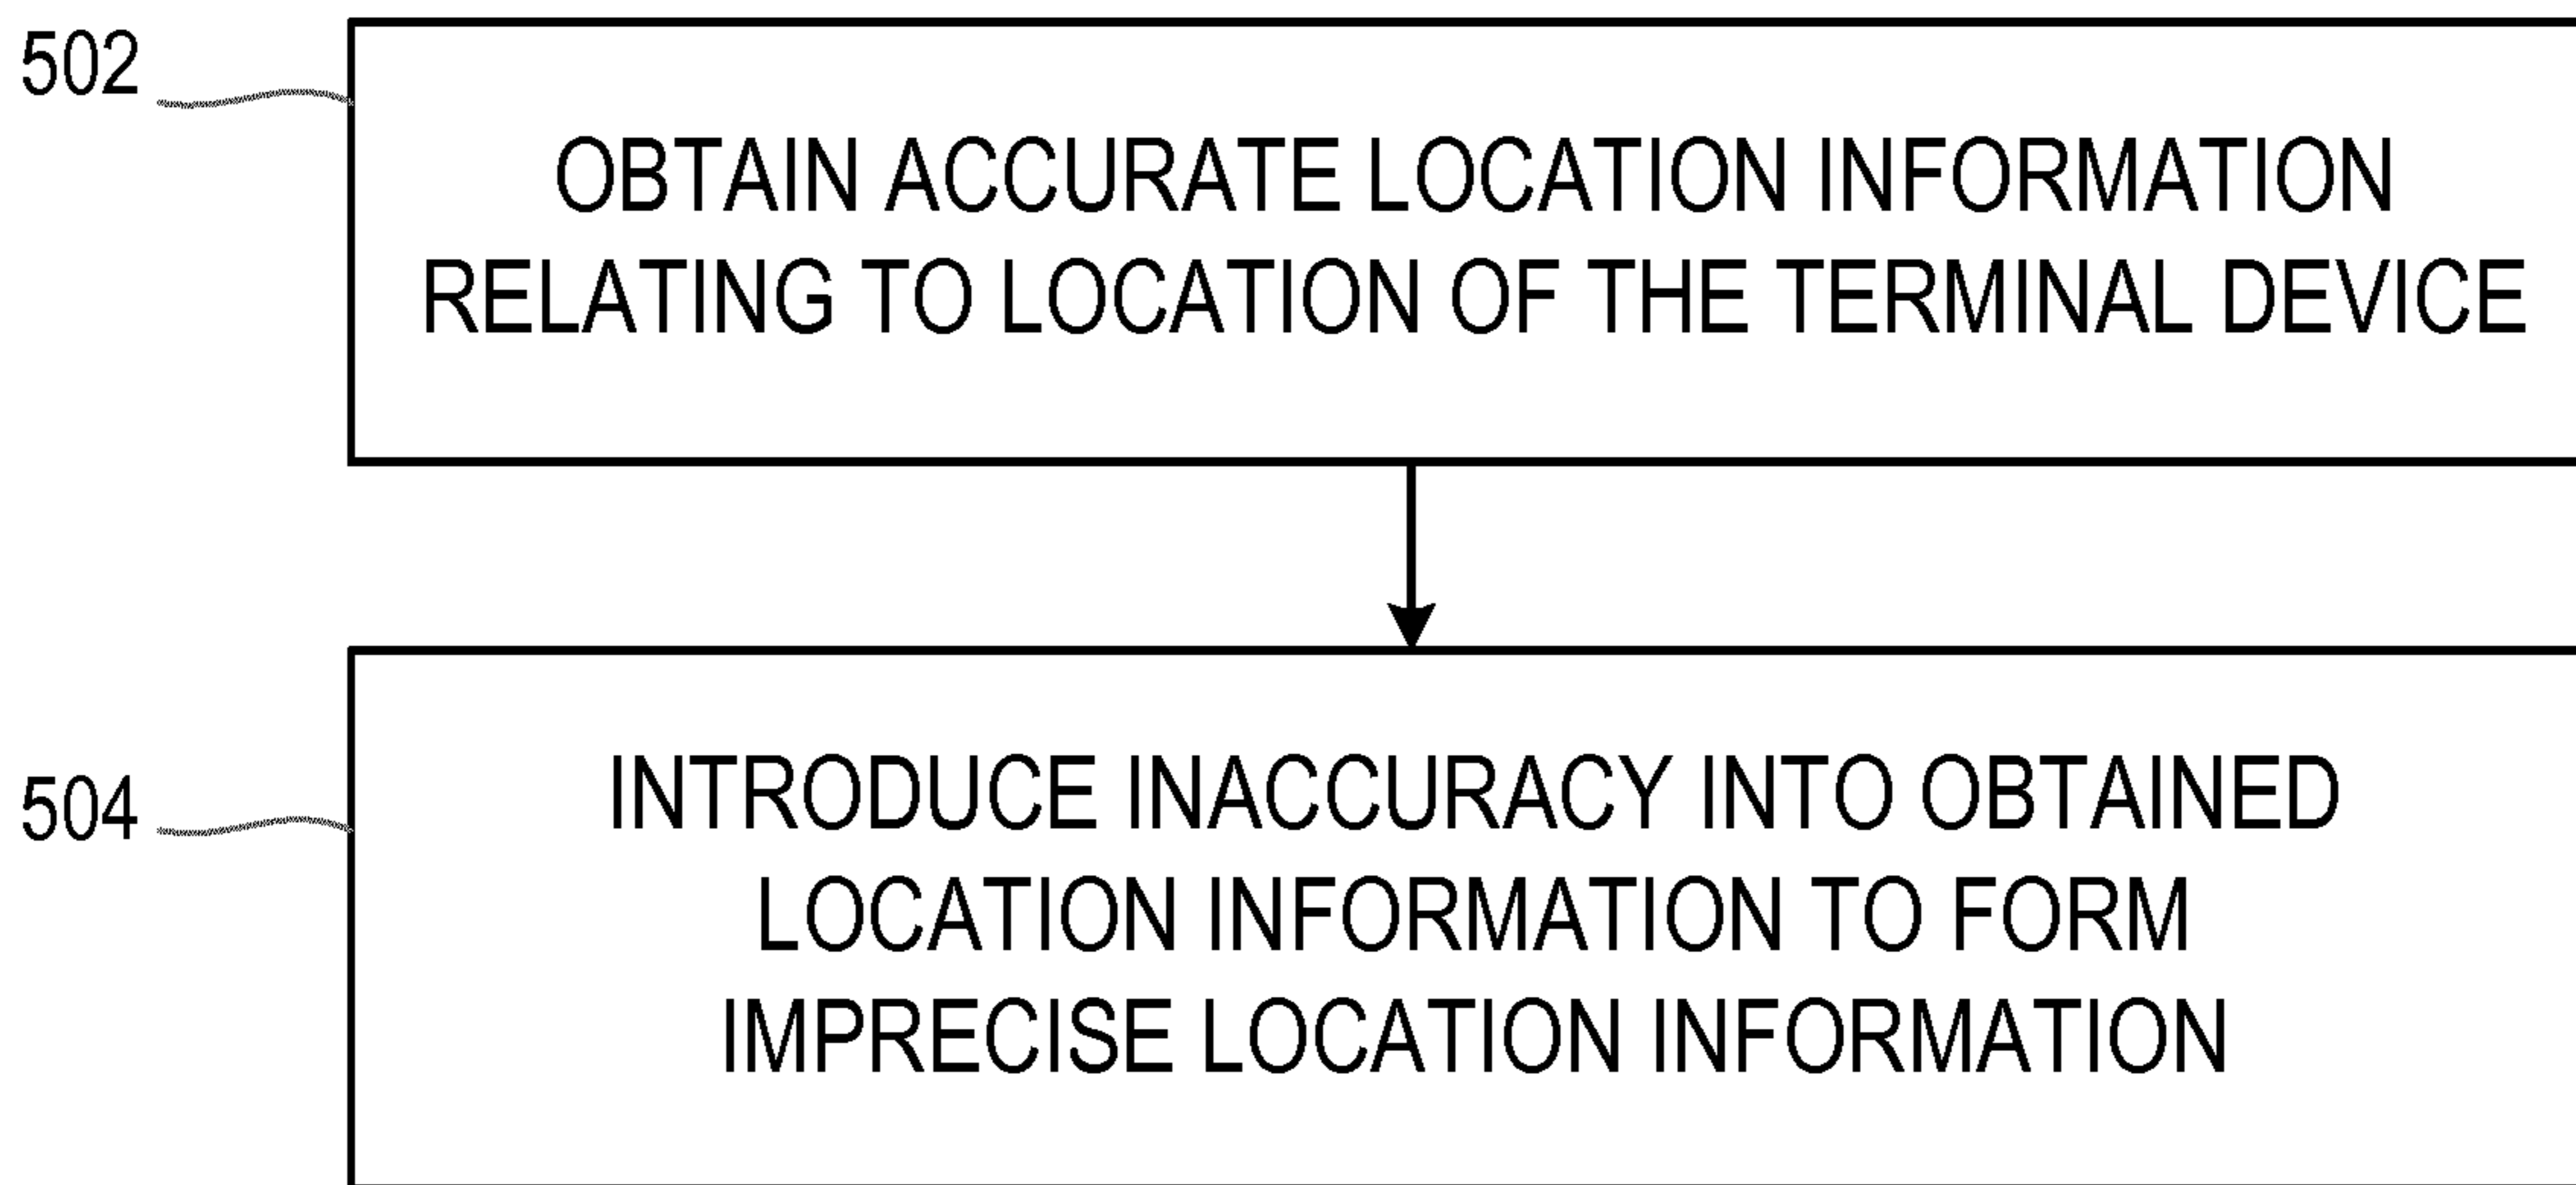 502
OBTAIN ACCURATE LOCATION INFORMATION
RELATING TO LOCATION OF THE TERMINAL DEVICE
504
INTRODUCE INACCURACY INTO OBTAINED
LOCATION INFORMATION TO FORM
IMPRECISE LOCATION INFORMATION